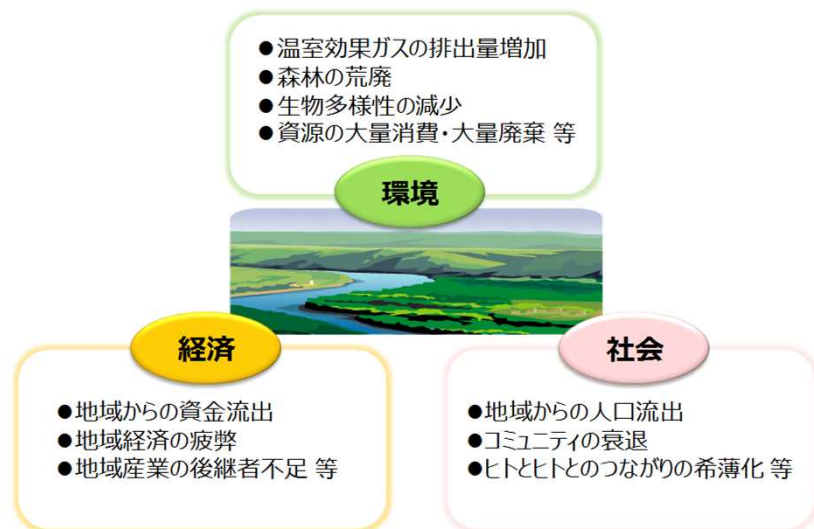 ●温室効果ガスの排出量増加
●森林の荒廃
●生物多様性の減少
●資源の大量消費・大量廃棄 等
環境
経済
●地域からの資金流出
●地域経済の疲弊
●地域産業の後継者不足 等
社会
●地域からの人口流出
●コミュニティの衰退
●ヒトとヒトとのつながりの希薄化 等